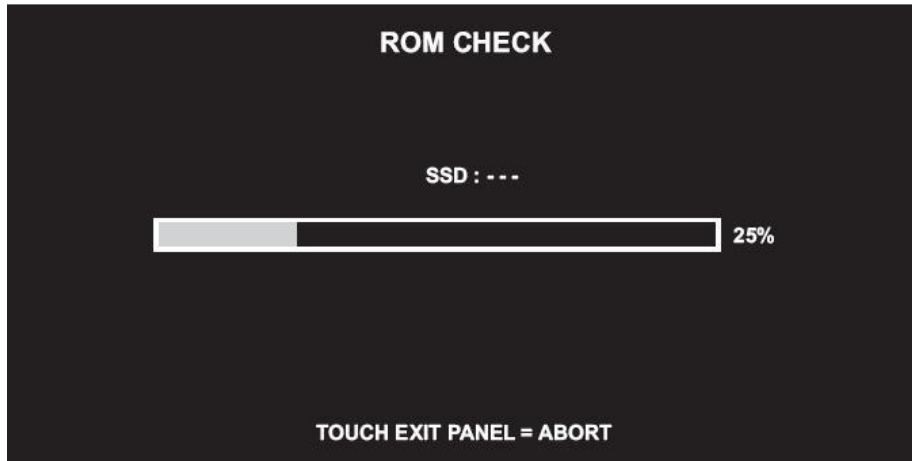 ROM CHECK
SSD : - - -
25%
TOUCH EXIT PANEL = ABORT